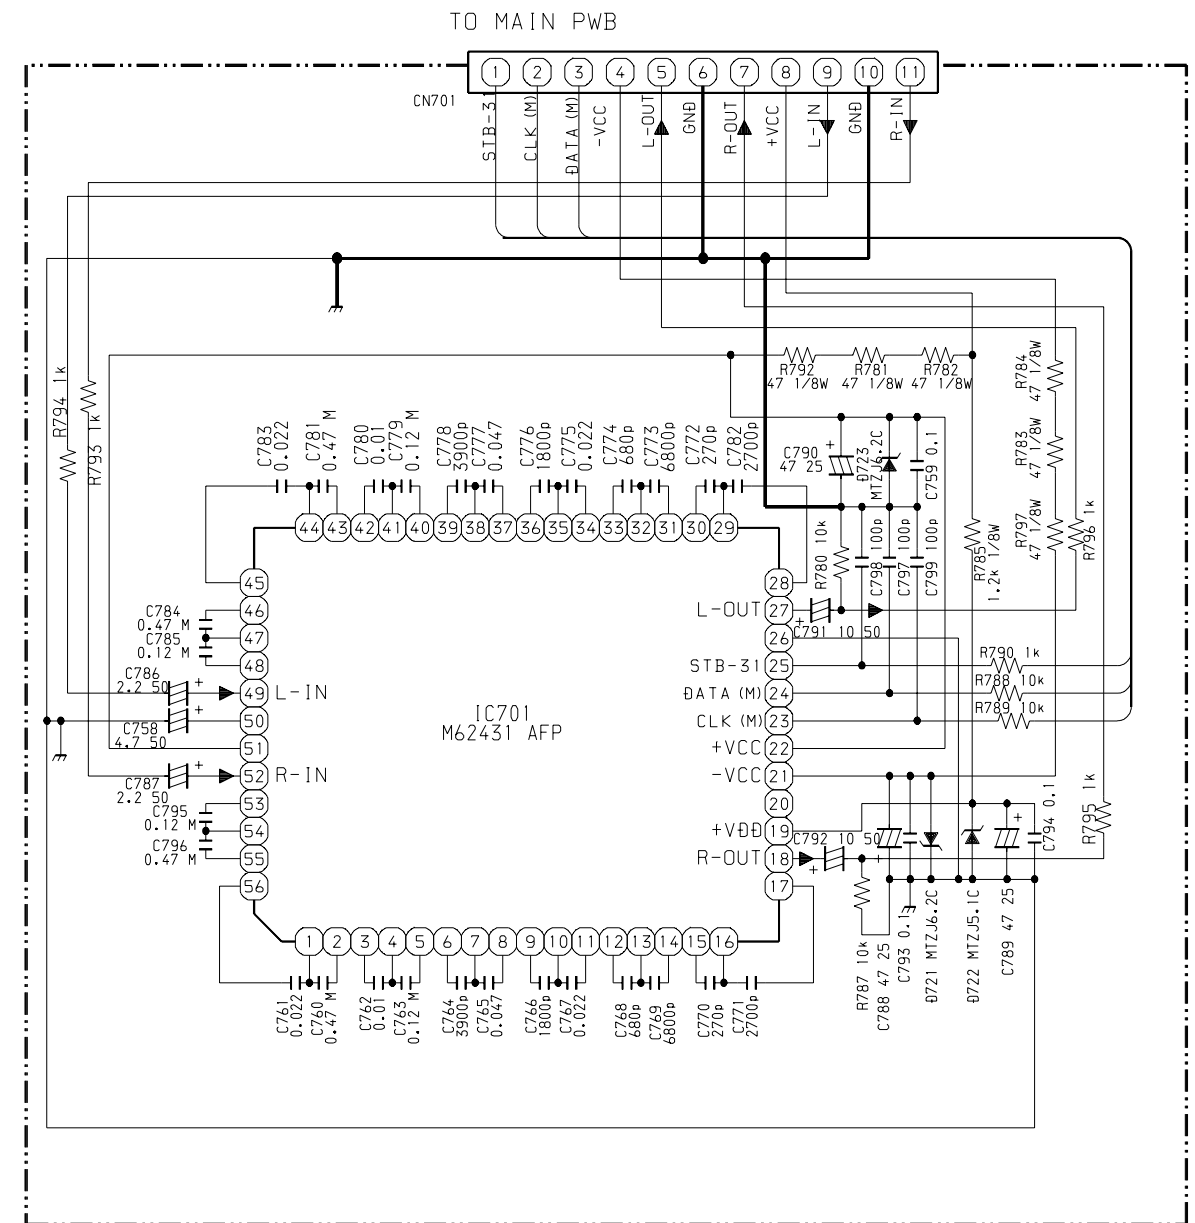 TO MAIN PWB
1 2 3 4 5 6 7 8 9 10 11
CN701
STB-31
CLK (M)
ĐATA (M)
-VCC
L-OUT
GNĐ
R-OUT
+VCC
L-IN
GNĐ
R-IN
R794 1k
R793 1k
R792
47 1/8W
R781
47 1/8W
R782
47 1/8W
R784
47 1/8W
R783
47 1/8W
R797
47 1/8W
R796 1k
R785
1.2k 1/8W
C783
0.022
C781
0.47 M
C780
0.01
C779
0.12 M
C778
3900p
C777
0.047
C776
1800p
C775
0.022
C774
680p
C773
6800p
C772
270p
C782
2700p
C790
47 25
+
Đ723
MTZJ6.2C
C759 0.1
R780 10k
C798 100p
C797 100p
C799 100p
44 43 42 41 40 39 38 37 36 35 34 33 32 31 30 29
45
46
47
48
49
50
51
52
53
54
55
56
C784
0.47 M
C785
0.12 M
C786
2.2 50
+
C758
4.7 50
+
C787
2.2 50
+
C795
0.12 M
C796
0.47 M
L-IN
R-IN
IC701
M62431 AFP
28
L-OUT 27
+
C791 10 50
26
STB-31 25
R790 1k
ĐATA (M) 24
R788 10k
CLK (M) 23
R789 10k
+VCC 22
-VCC 21
20
+VĐĐ 19
R-OUT 18
17
C792 10 50
+
R795 1k
C794 0.1
+
+
R787 10k
C788 47 25
C793 0.1
Đ721 MTZJ6.2C
Đ722 MTZJ5.1C
C789 47 25
1 2 3 4 5 6 7 8 9 10 11 12 13 14 15 16
C761
0.022
C760
0.47 M
C762
0.01
C763
0.12 M
C764
3900p
C765
0.047
C766
1800p
C767
0.022
C768
680p
C769
6800p
C770
270p
C771
2700p